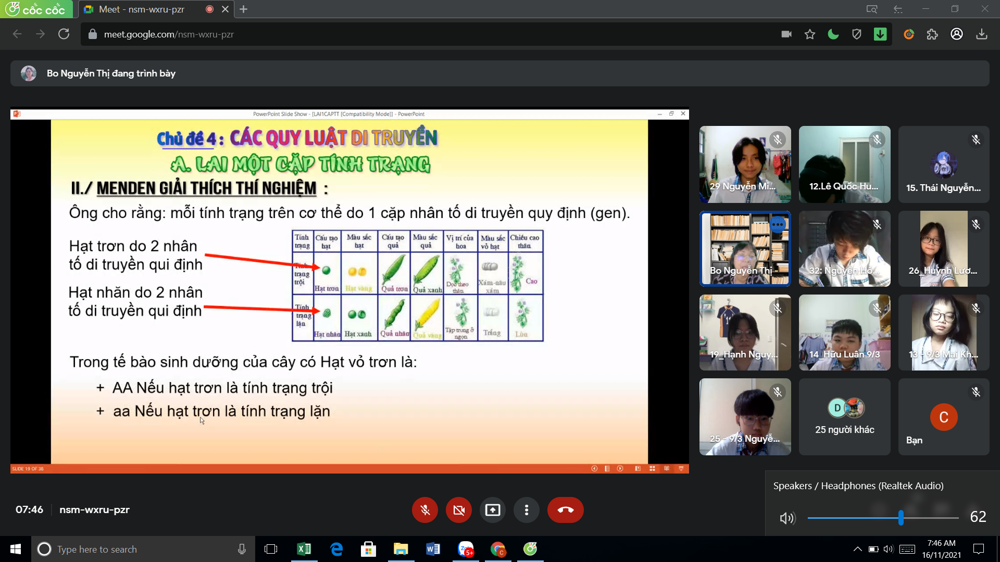 cốc cốc
Meet - nsm-wxru-pzr
meet.google.com/nsm-wxru-pzr
Bo Nguyễn Thị đang trình bày
PowerPoint Slide Show - [LAI1CAPTT [Compatibility Mode]] - PowerPoint
Chủ đề 4 : CÁC QUY LUẬT DI TRUYỀN
A. LAI MỘT CẶP TÍNH TRẠNG
II./ MENDEN GIẢI THÍCH THÍ NGHIỆM :
Ông cho rằng: mỗi tính trạng trên cơ thể do 1 cặp nhân tố di truyền quy định (gen).
Hạt trơn do 2 nhân
tố di truyền qui định
Hạt nhăn do 2 nhân
tố di truyền qui định
Tính trạng
Cấu tạo hạt
Màu sắc hạt
Cấu tạo quả
Màu sắc quả
Vị trí của hoa
Màu sắc vỏ hạt
Chiều cao thân
Tính trạng trội
Hạt trơn
Hạt vàng
Quả trơn
Quả xanh
Dọc theo thân
Xám-nâu xám
Cao
Tính trạng lặn
Hạt nhăn
Hạt xanh
Quả nhăn
Quả vàng
Tập trung ở ngọn
Trắng
Lùn
Trong tế bào sinh dưỡng của cây có Hạt vỏ trơn là:
+ AA Nếu hạt trơn là tính trạng trội
+ aa Nếu hạt trơn là tính trạng lặn
SLIDE 19 OF 38
29 Nguyễn Mi...
12.Lê Quốc Hu...
15. Thái Nguyễn...
Bo Nguyễn Thị
32: Nguyễn Hồ...
26_Huỳnh Lươ...
19_Hạnh Nguy...
14_Hữu Luân 9/3
13 - 9/3 Mai Kh...
25 - 9/3 Nguyễ...
D
25 người khác
C
Bạn
Speakers / Headphones (Realtek Audio)
62
07:46
nsm-wxru-pzr
Type here to search
5+
7:46 AM
16/11/2021